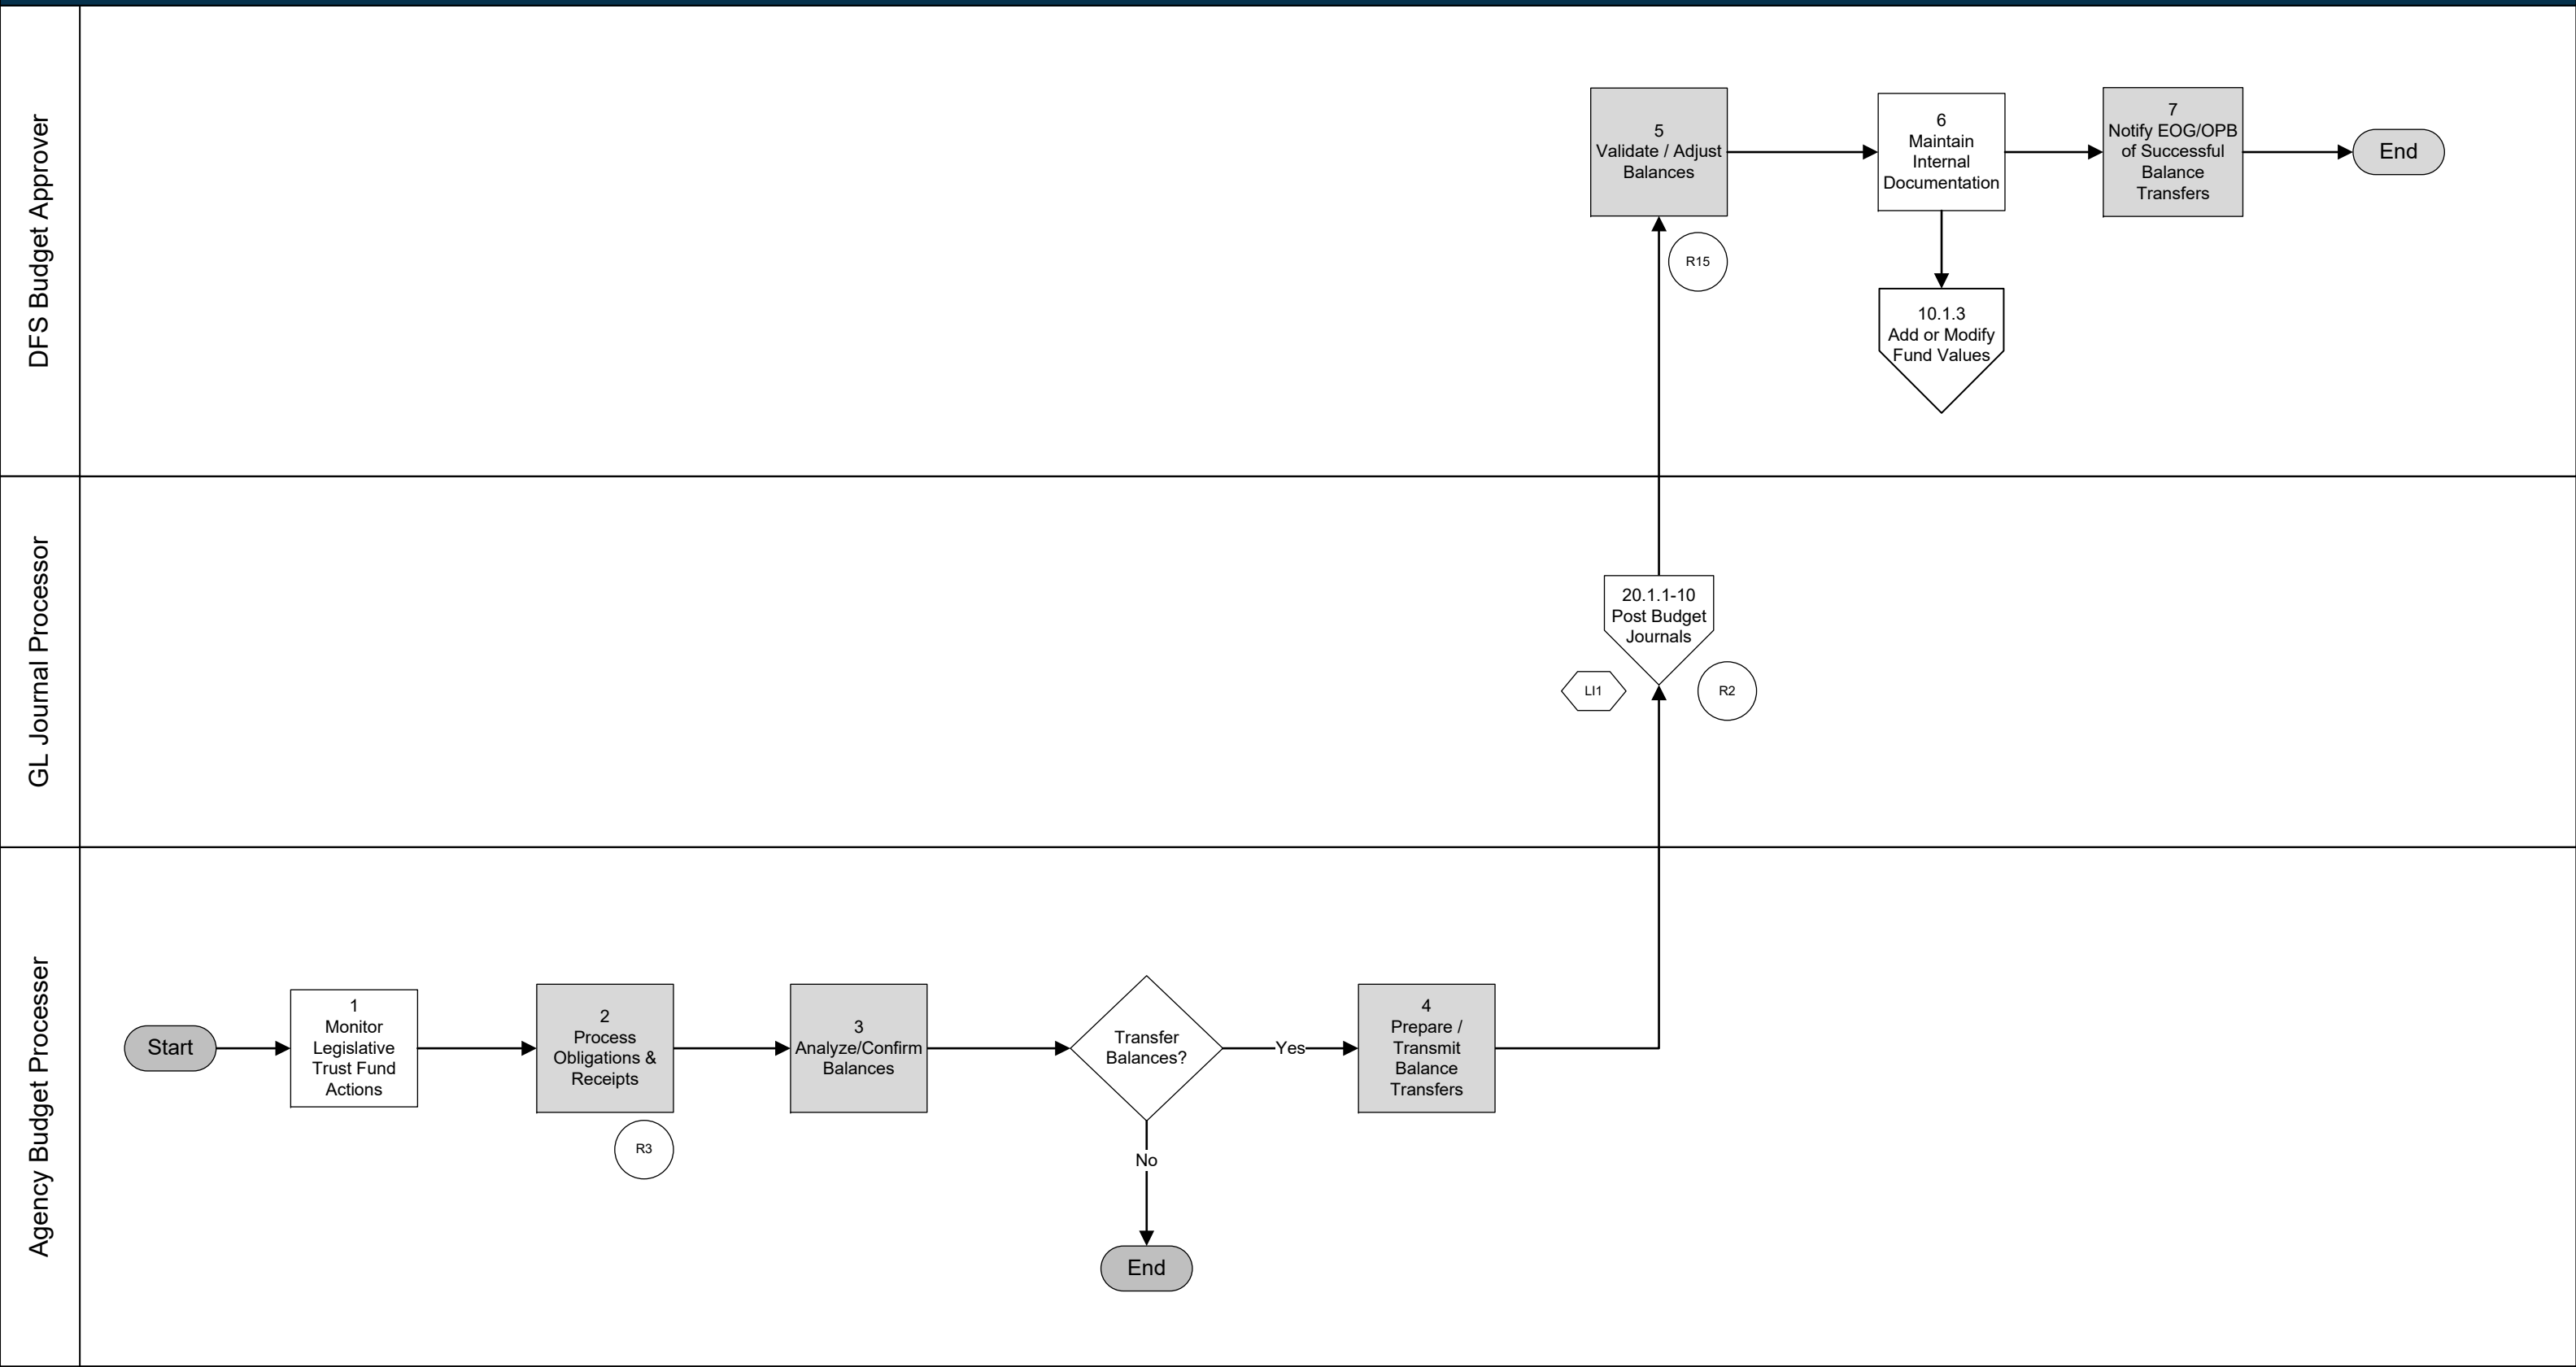 DFS Budget Approver
5
Validate / Adjust
Balances
R15
6
Maintain
Internal
Documentation
7
Notify EOG/OPB
of Successful
Balance
Transfers
End
10.1.3
Add or Modify
Fund Values
GL Journal Processor
20.1.1-10
Post Budget
Journals
LI1
R2
Agency Budget Processer
Start
1
Monitor
Legislative
Trust Fund
Actions
2
Process
Obligations &
Receipts
R3
3
Analyze/Confirm
Balances
Transfer
Balances?
Yes
No
End
4
Prepare /
Transmit
Balance
Transfers